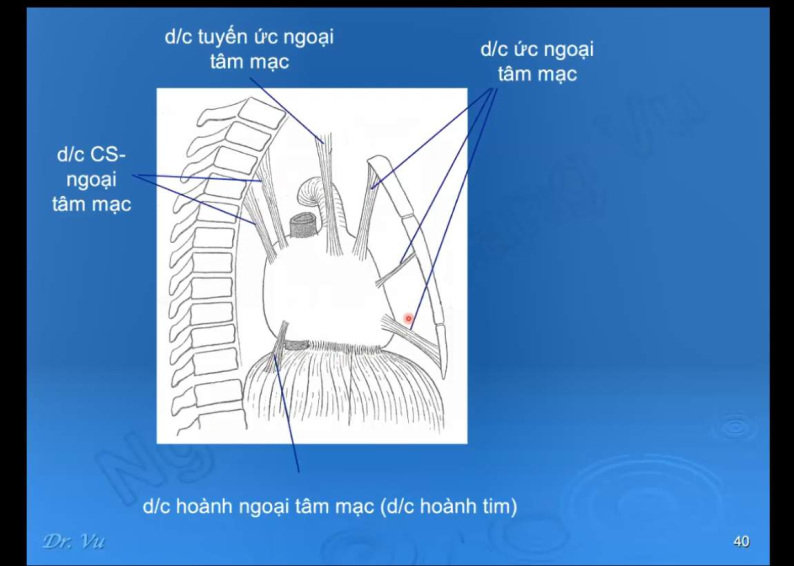 d/c tuyến ức ngoại
tâm mạc
d/c ức ngoại
tâm mạc
d/c CS-
ngoại
tâm mạc
d/c hoành ngoại tâm mạc (d/c hoành tim)
Dr. Vu
40